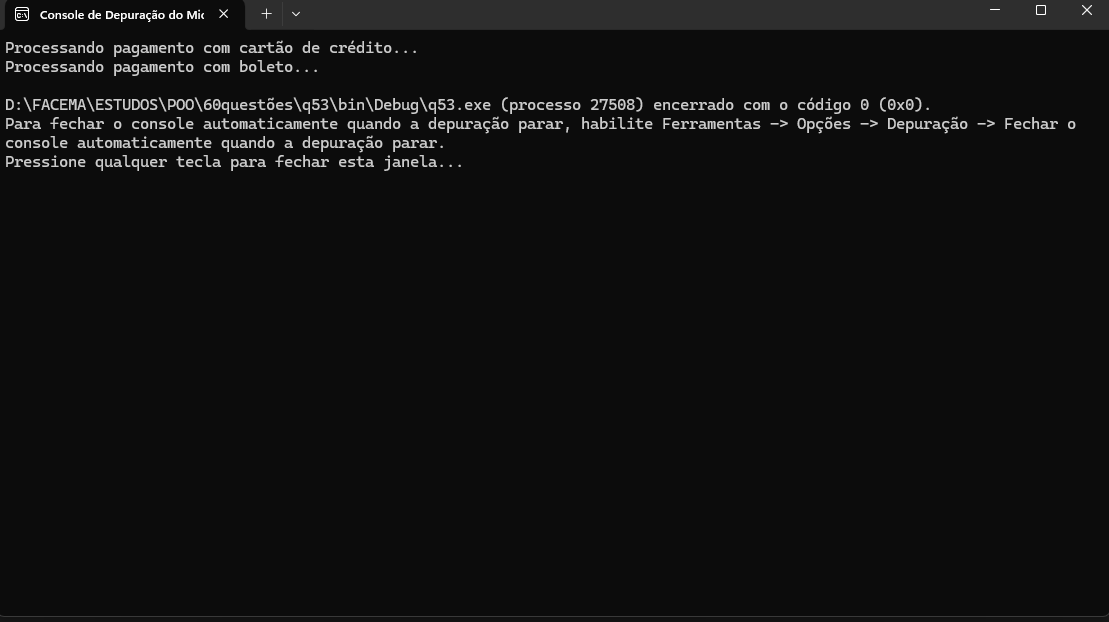 Console de Depuração do Mic
Processando pagamento com cartão de crédito...
Processando pagamento com boleto...
D:\FACEMA\ESTUDOS\POO\60questões\q53\bin\Debug\q53.exe (processo 27508) encerrado com o código 0 (0x0).
Para fechar o console automaticamente quando a depuração parar, habilite Ferramentas -> Opções -> Depuração -> Fechar o
console automaticamente quando a depuração parar.
Pressione qualquer tecla para fechar esta janela...